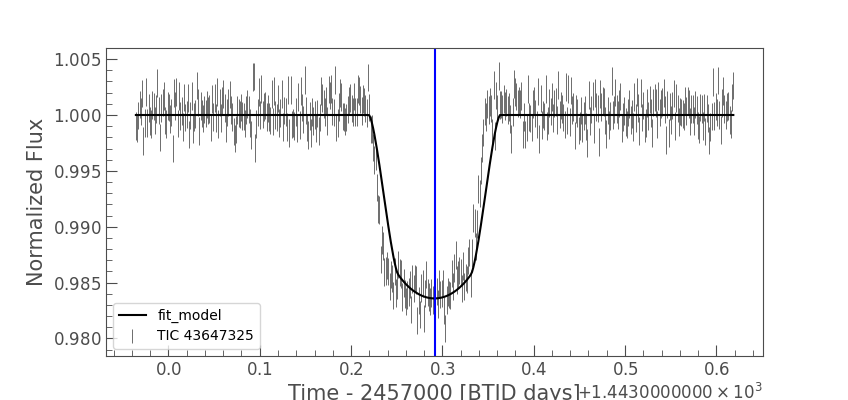 1.005
1.000
0.995
0.990
0.985
0.980
Normalized Flux
fit_model
TIC 43647325
0.0 0.1 0.2 0.3 0.4 0.5 0.6
Time - 2457000 [BTJD days]
+1.4430000000 × 10³